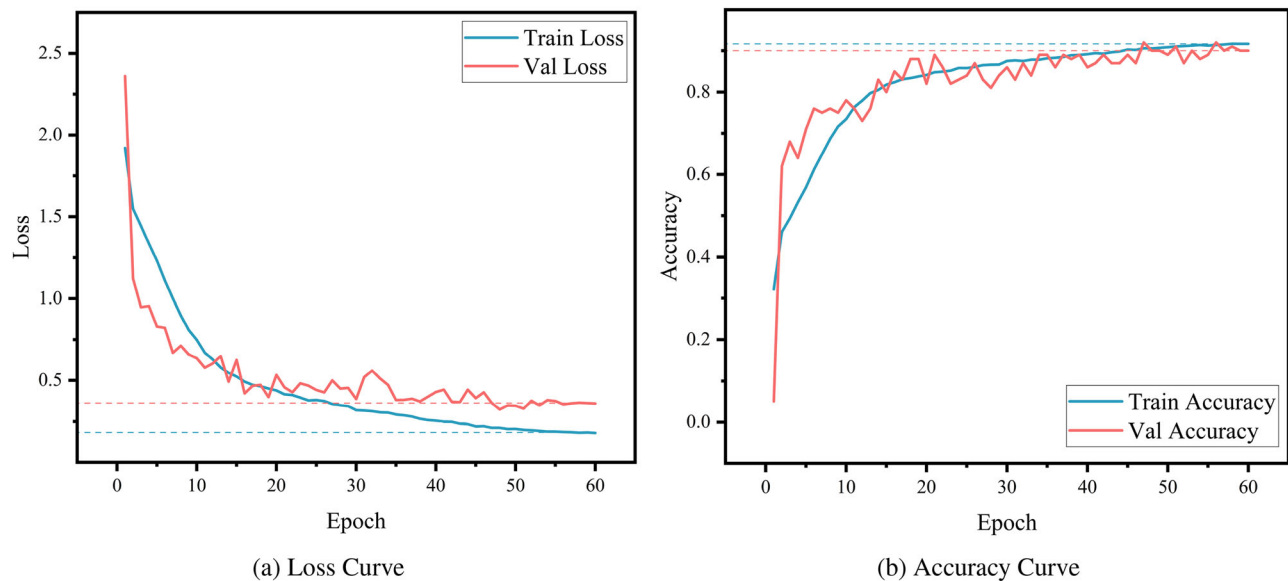 2.5
2.0
1.5
1.0
0.5
Loss
0 10 20 30 40 50 60
Epoch
Train Loss
Val Loss
(a) Loss Curve
0.8
0.6
0.4
0.2
0.0
Accuracy
0 10 20 30 40 50 60
Epoch
Train Accuracy
Val Accuracy
(b) Accuracy Curve